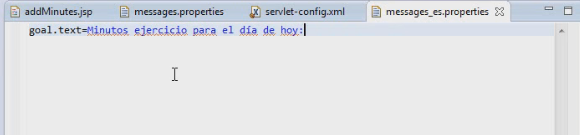 addMinutes.jsp messages.properties servlet-config.xml messages_es.properties
goal.text=Minutos ejercicio para el día de hoy: